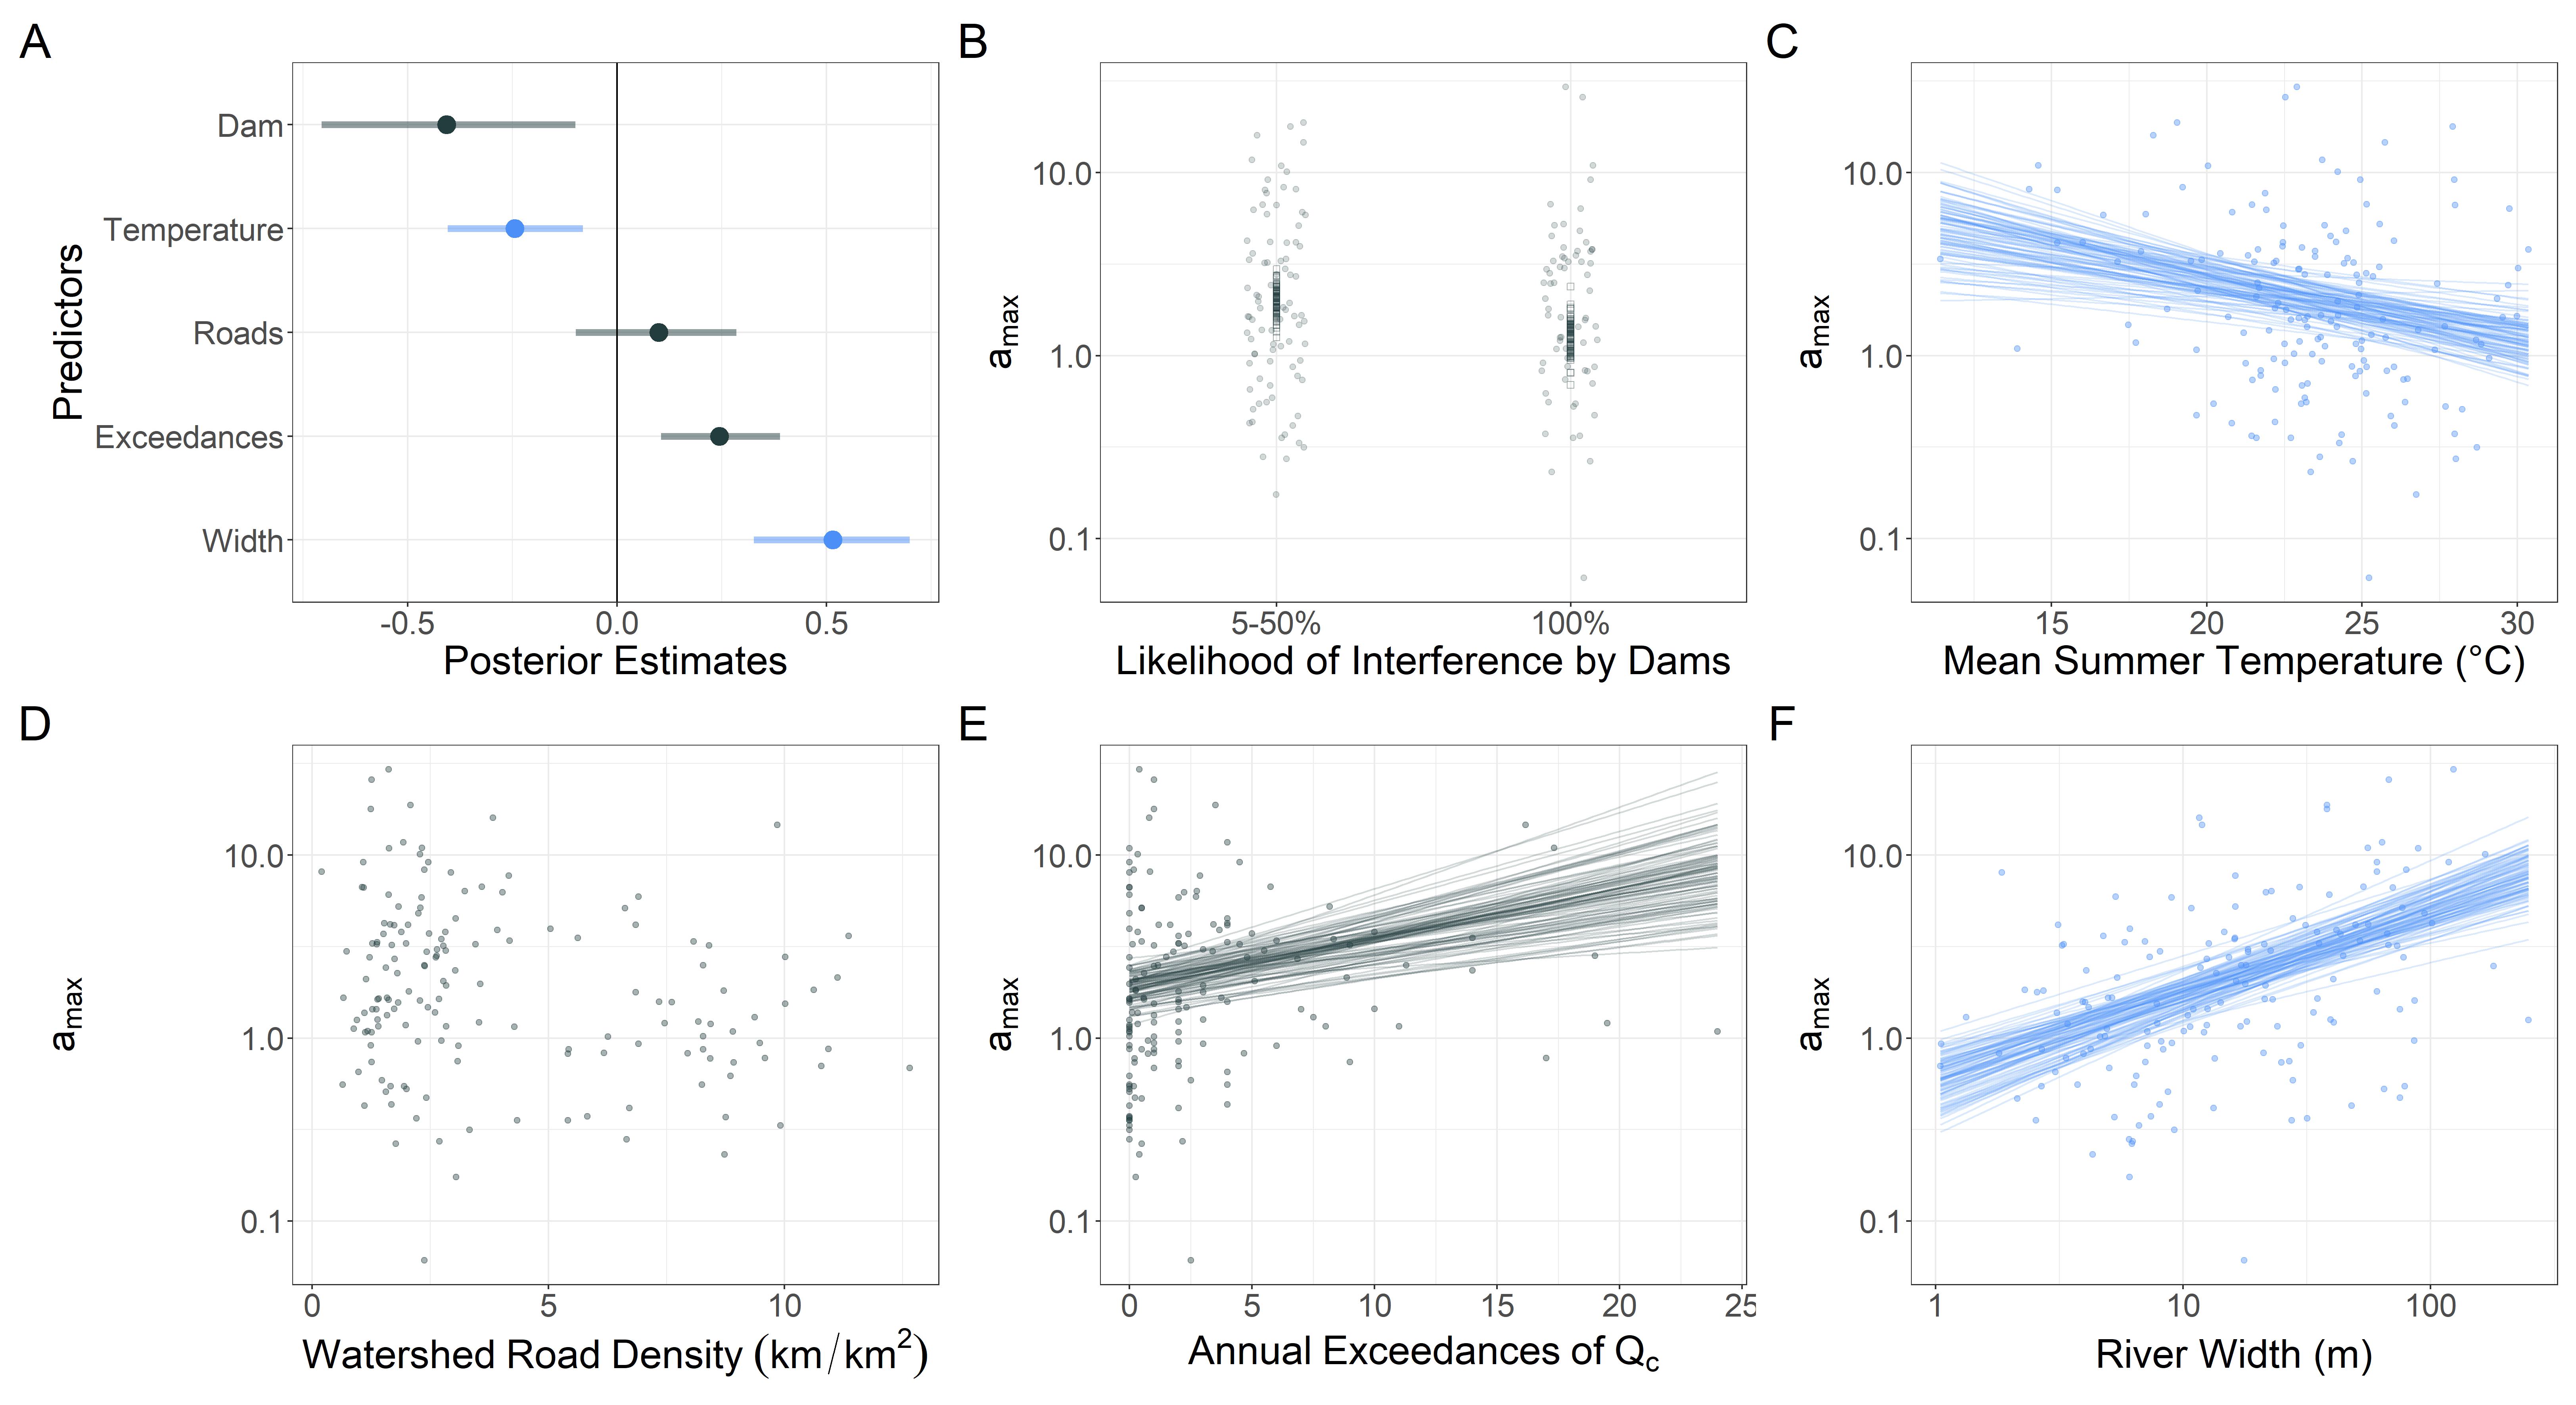 A
Predictors
Dam
Temperature
Roads
Exceedances
Width
-0.5 0.0 0.5
Posterior Estimates
B
amax
10.0
1.0
0.1
5-50% 100%
Likelihood of Interference by Dams
C
amax
10.0
1.0
0.1
15 20 25 30
Mean Summer Temperature (°C)
D
amax
10.0
1.0
0.1
0 5 10
Watershed Road Density (km/km²)
E
amax
10.0
1.0
0.1
0 5 10 15 20 25
Annual Exceedances of Qc
F
amax
10.0
1.0
0.1
1 10 100
River Width (m)